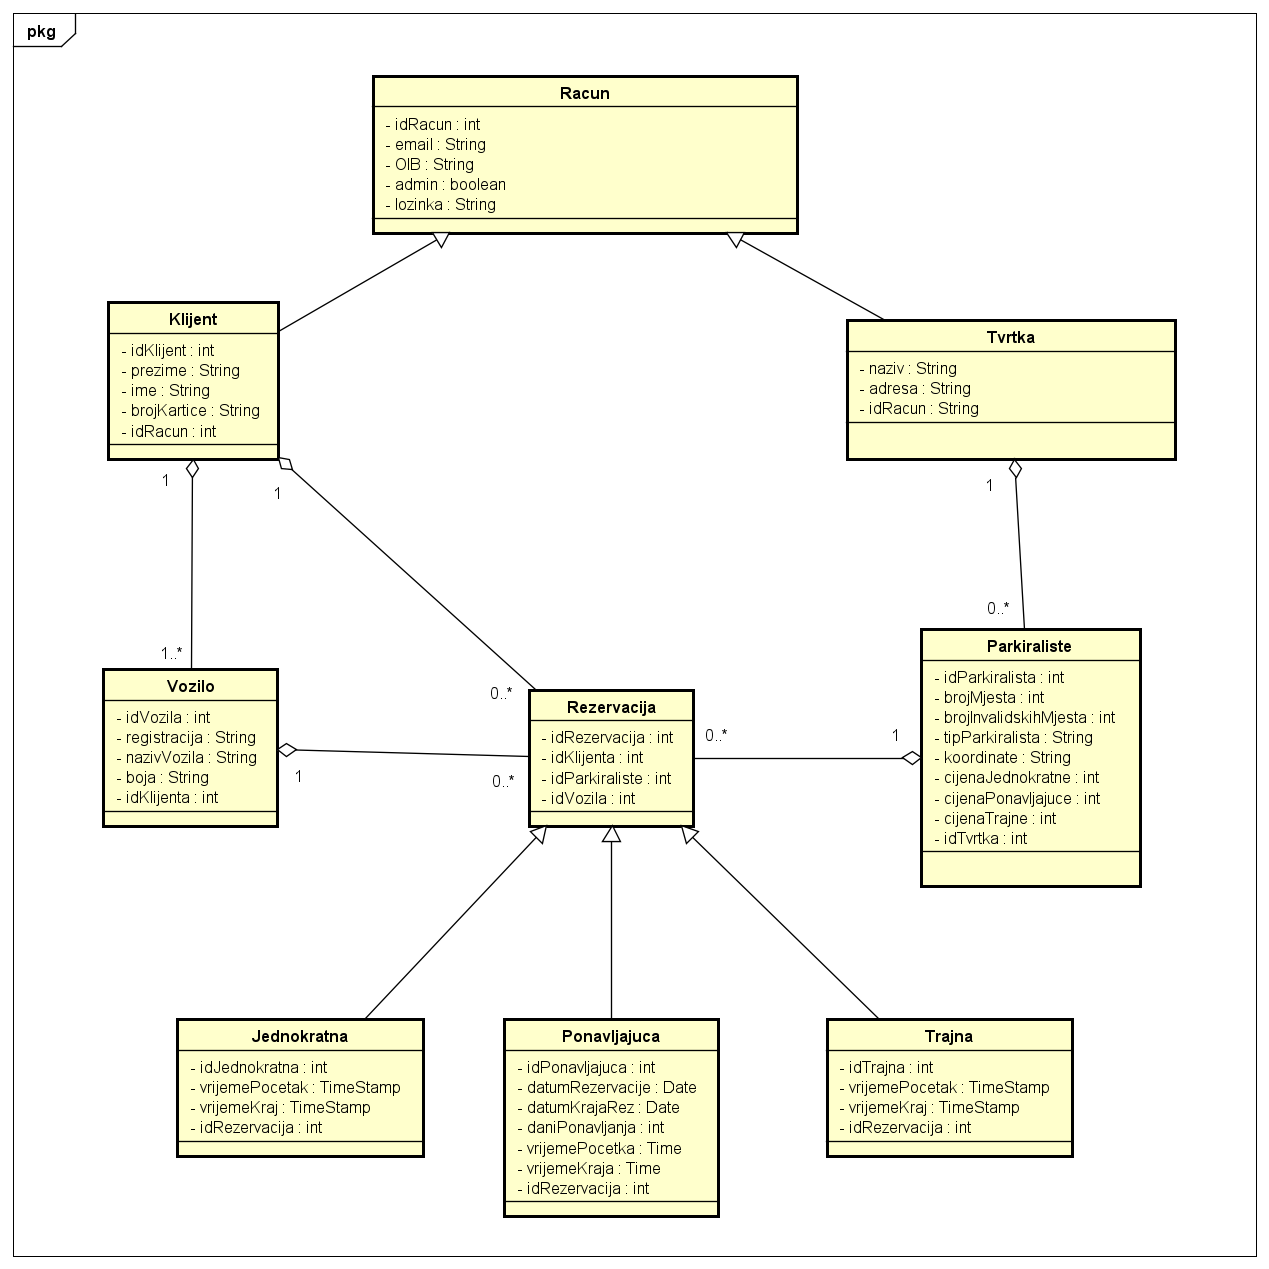 pkg
Racun
- idRacun : int
- email : String
- OIB : String
- admin : boolean
- lozinka : String
Klijent
- idKlijent : int
- prezime : String
- ime : String
- brojKartice : String
- idRacun : int
Tvrtka
- naziv : String
- adresa : String
- idRacun : String
1
1
1
0..*
1..*
0..*
Vozilo
- idVozila : int
- registracija : String
- nazivVozila : String
- boja : String
- idKlijenta : int
1
0..*
Rezervacija
- idRezervacija : int
- idKlijenta : int
- idParkiraliste : int
- idVozila : int
0..*
1
Parkiraliste
- idParkiralista : int
- brojMjesta : int
- brojInvalidskihMjesta : int
- tipParkiralista : String
- koordinate : String
- cijenaJednokratne : int
- cijenaPonavljajuce : int
- cijenaTrajne : int
- idTvrtka : int
Jednokratna
- idJednokratna : int
- vrijemePocetak : TimeStamp
- vrijemeKraj : TimeStamp
- idRezervacija : int
Ponavljajuca
- idPonavljajuca : int
- datumRezervacije : Date
- datumKrajaRez : Date
- daniPonavljanja : int
- vrijemePocetka : Time
- vrijemeKraja : Time
- idRezervacija : int
Trajna
- idTrajna : int
- vrijemePocetak : TimeStamp
- vrijemeKraj : TimeStamp
- idRezervacija : int